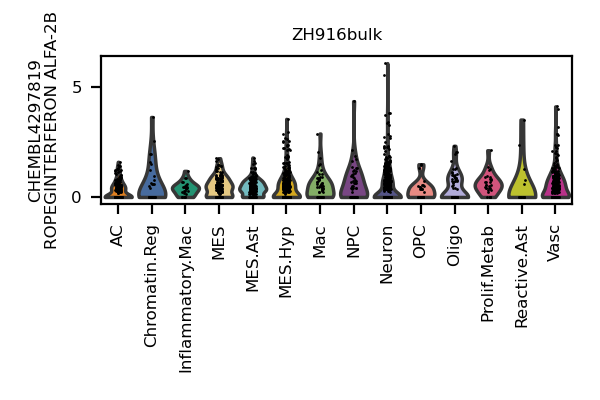 ZH916bulk
CHEMBL4297819
ROPEGINTERFERON ALFA-2B
5
0
AC
Chromatin.Reg
Inflammatory.Mac
MES
MES.Ast
MES.Hyp
Mac
NPC
Neuron
OPC
Oligo
Prolif.Metab
Reactive.Ast
Vasc